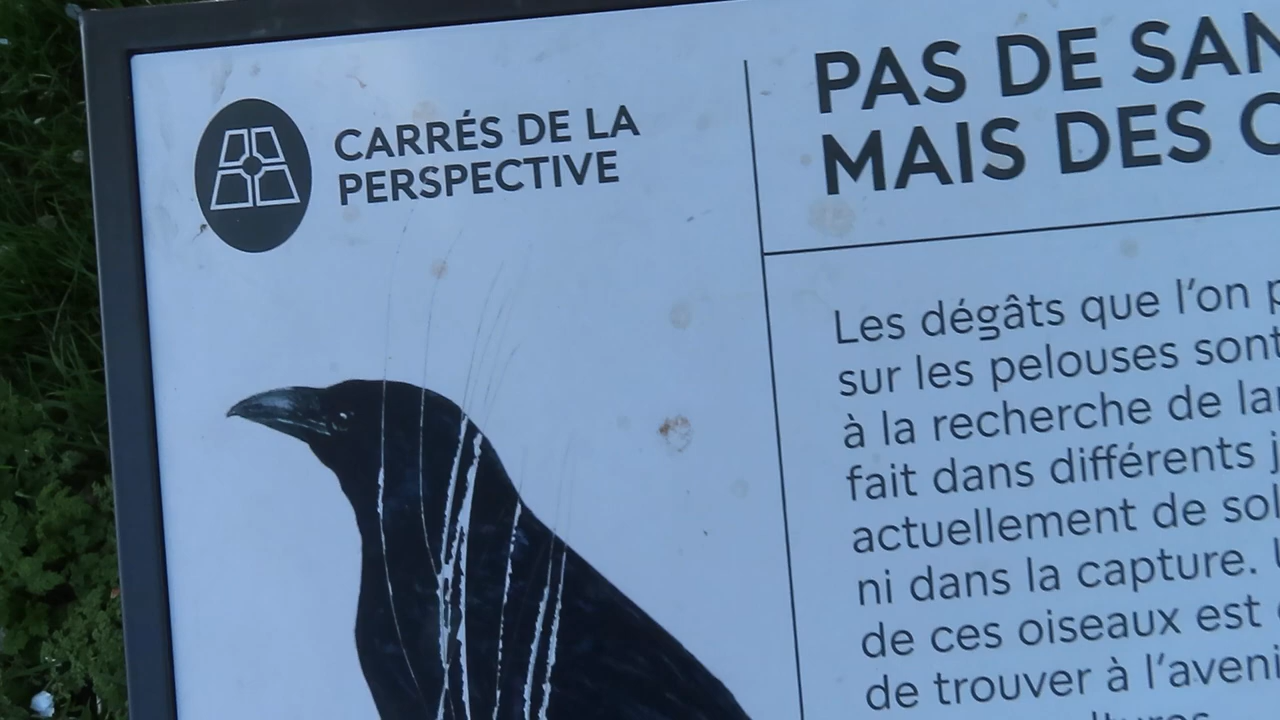 CARRÉS DE LA
PERSPECTIVE
PAS DE
MAIS DES
Les dégâts que l'on
sur les pelouses sont
à la recherche de
fait dans différents
actuellement de
ni dans la capture.
de ces oiseaux est
de trouver à l'aveni